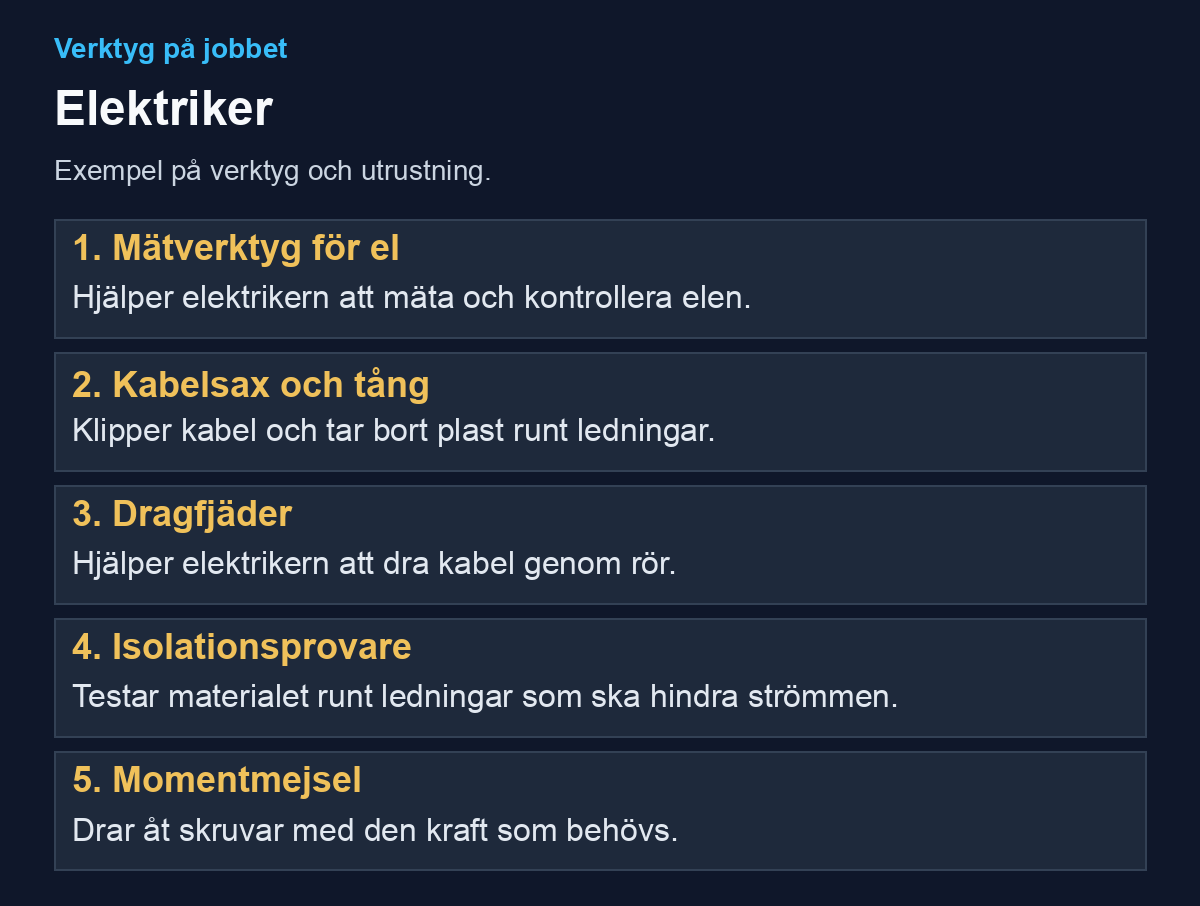 Verktyg på jobbet
Elektriker
Exempel på verktyg och utrustning.
1. Mätverktyg för el
Hjälper elektrikern att mäta och kontrollera elen.
2. Kabelsax och tång
Klipper kabel och tar bort plast runt ledningar.
3. Dragfjäder
Hjälper elektrikern att dra kabel genom rör.
4. Isolationsprovare
Testar materialet runt ledningar som ska hindra strömmen.
5. Momentmejsel
Drar åt skruvar med den kraft som behövs.